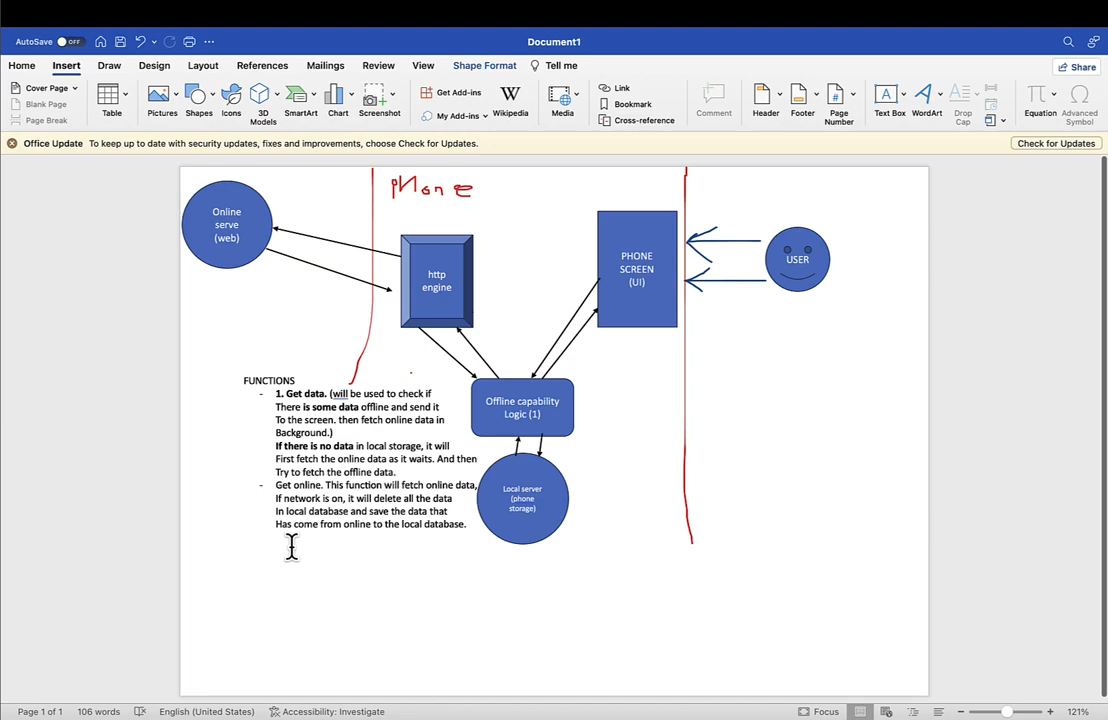 AutoSave OFF
Document1
Home Insert Draw Design Layout References Mailings Review View Shape Format Tell me
Share
Cover Page
Blank Page
Page Break
Table
Pictures
Shapes
Icons
3D
Models
SmartArt
Chart
Screenshot
Get Add-ins
My Add-ins
Wikipedia
Media
Link
Bookmark
Cross-reference
Comment
Header
Footer
Page
Number
Text Box
WordArt
Drop
Cap
Equation
Advanced
Symbol
Office Update To keep up to date with security updates, fixes and improvements, choose Check for Updates.
Check for Updates
Phone
Online
serve
(web)
http
engine
PHONE
SCREEN
(UI)
USER
Offline capability
Logic (1)
Local server
(phone
storage)
FUNCTIONS
- 1. Get data. (will be used to check if
There is some data offline and send it
To the screen. then fetch online data in
Background.)
If there is no data in local storage, it will
First fetch the online data as it waits. And then
Try to fetch the offline data.
- Get online. This function will fetch online data,
If network is on, it will delete all the data
In local database and save the data that
Has come from online to the local database.
Page 1 of 1 106 words English (United States) Accessibility: Investigate Focus 121%